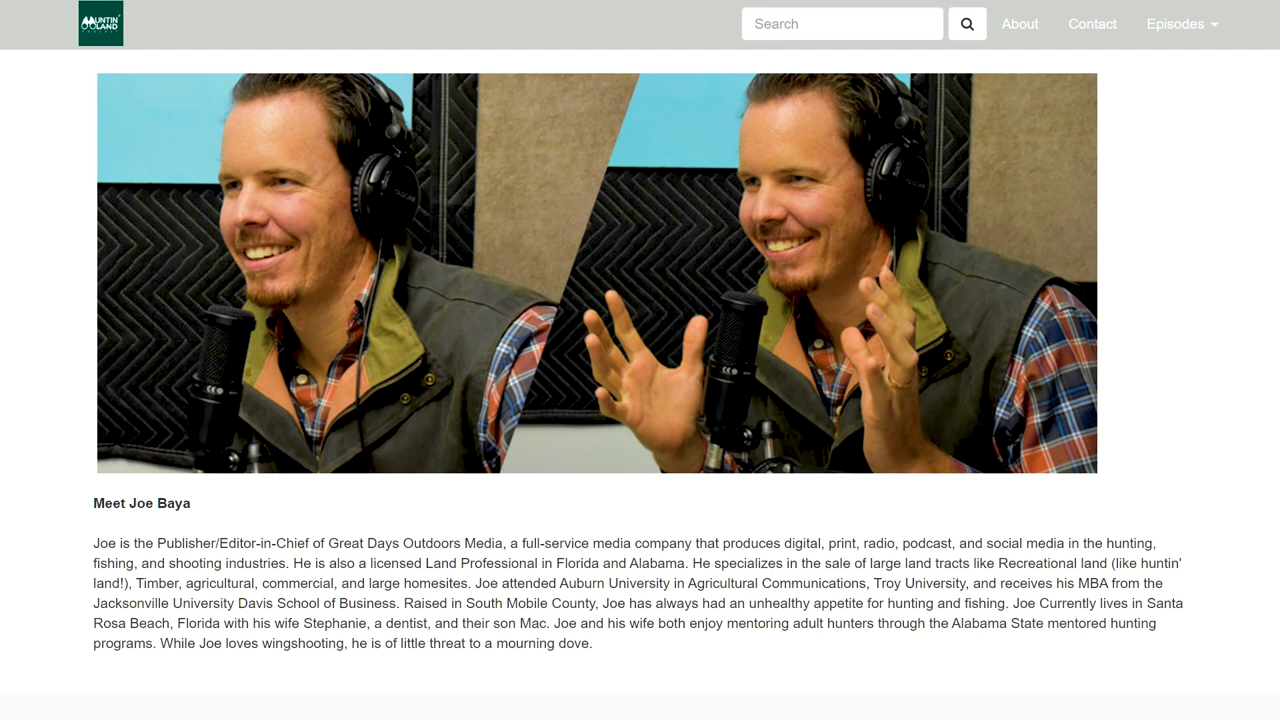 HUNTIN'
LAND
PODCAST
Search
About
Contact
Episodes
Meet Joe Baya
Joe is the Publisher/Editor-in-Chief of Great Days Outdoors Media, a full-service media company that produces digital, print, radio, podcast, and social media in the hunting,
fishing, and shooting industries. He is also a licensed Land Professional in Florida and Alabama. He specializes in the sale of large land tracts like Recreational land (like huntin'
land!), Timber, agricultural, commercial, and large homesites. Joe attended Auburn University in Agricultural Communications, Troy University, and receives his MBA from the
Jacksonville University Davis School of Business. Raised in South Mobile County, Joe has always had an unhealthy appetite for hunting and fishing. Joe Currently lives in Santa
Rosa Beach, Florida with his wife Stephanie, a dentist, and their son Mac. Joe and his wife both enjoy mentoring adult hunters through the Alabama State mentored hunting
programs. While Joe loves wingshooting, he is of little threat to a mourning dove.